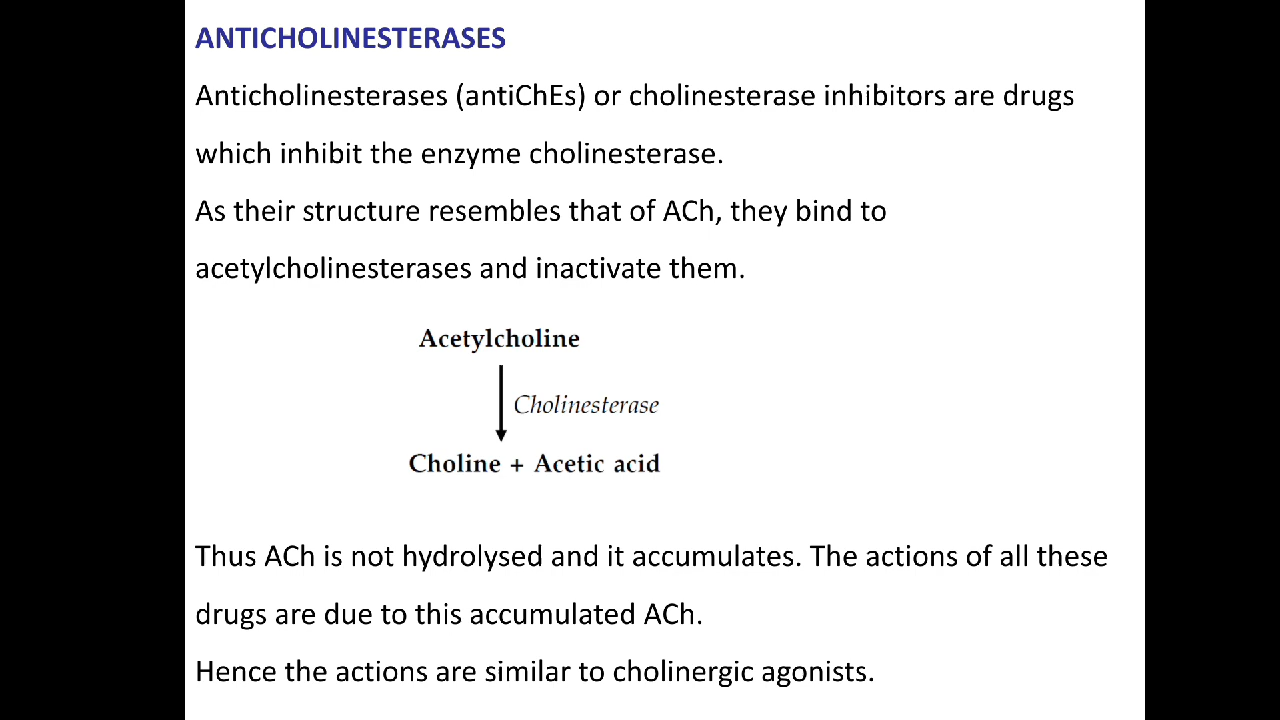 ANTICHOLINESTERASES
Anticholinesterases (antiChEs) or cholinesterase inhibitors are drugs
which inhibit the enzyme cholinesterase.
As their structure resembles that of ACh, they bind to
acetylcholinesterases and inactivate them.
Acetylcholine
Cholinesterase
Choline + Acetic acid
Thus ACh is not hydrolysed and it accumulates. The actions of all these
drugs are due to this accumulated ACh.
Hence the actions are similar to cholinergic agonists.